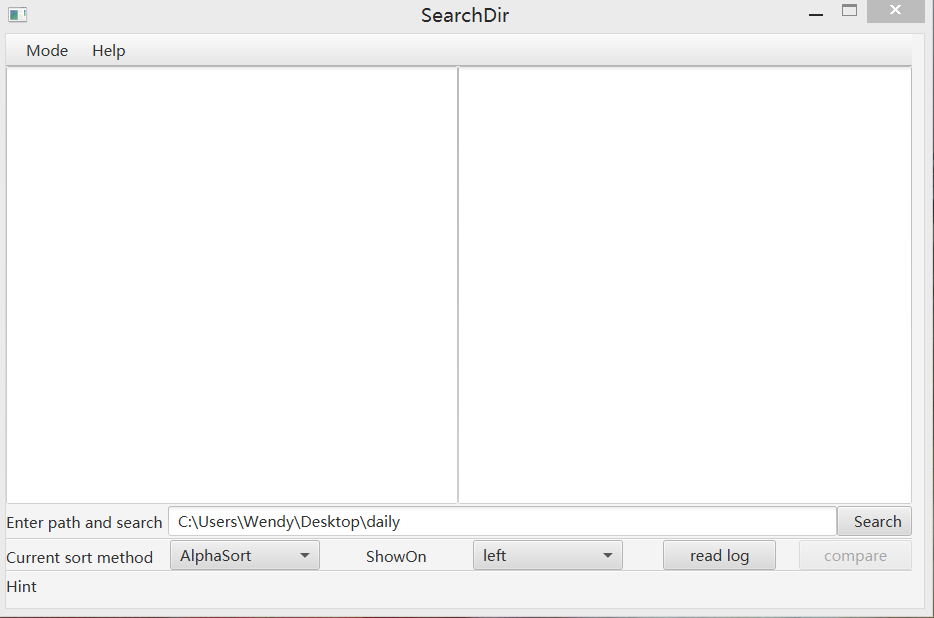 SearchDir
Mode Help
Enter path and search C:\Users\Wendy\Desktop\daily Search
Current sort method AlphaSort ShowOn left read log compare
Hint